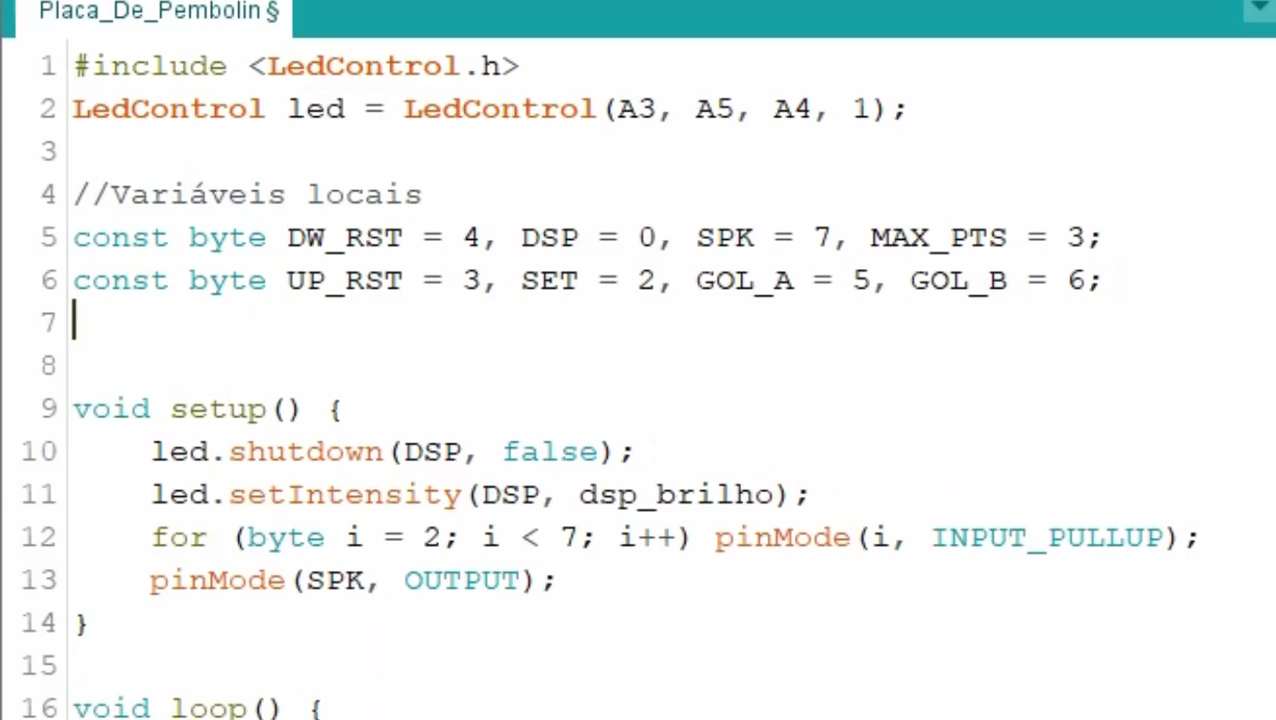 Placa_De_Pembolin §
1 #include <LedControl.h>
2 LedControl led = LedControl(A3, A5, A4, 1);
3
4 //Variáveis locais
5 const byte DW_RST = 4, DSP = 0, SPK = 7, MAX_PTS = 3;
6 const byte UP_RST = 3, SET = 2, GOL_A = 5, GOL_B = 6;
7
8
9 void setup() {
10 led.shutdown(DSP, false);
11 led.setIntensity(DSP, dsp_brilho);
12 for (byte i = 2; i < 7; i++) pinMode(i, INPUT_PULLUP);
13 pinMode(SPK, OUTPUT);
14 }
15
16 void loop() {